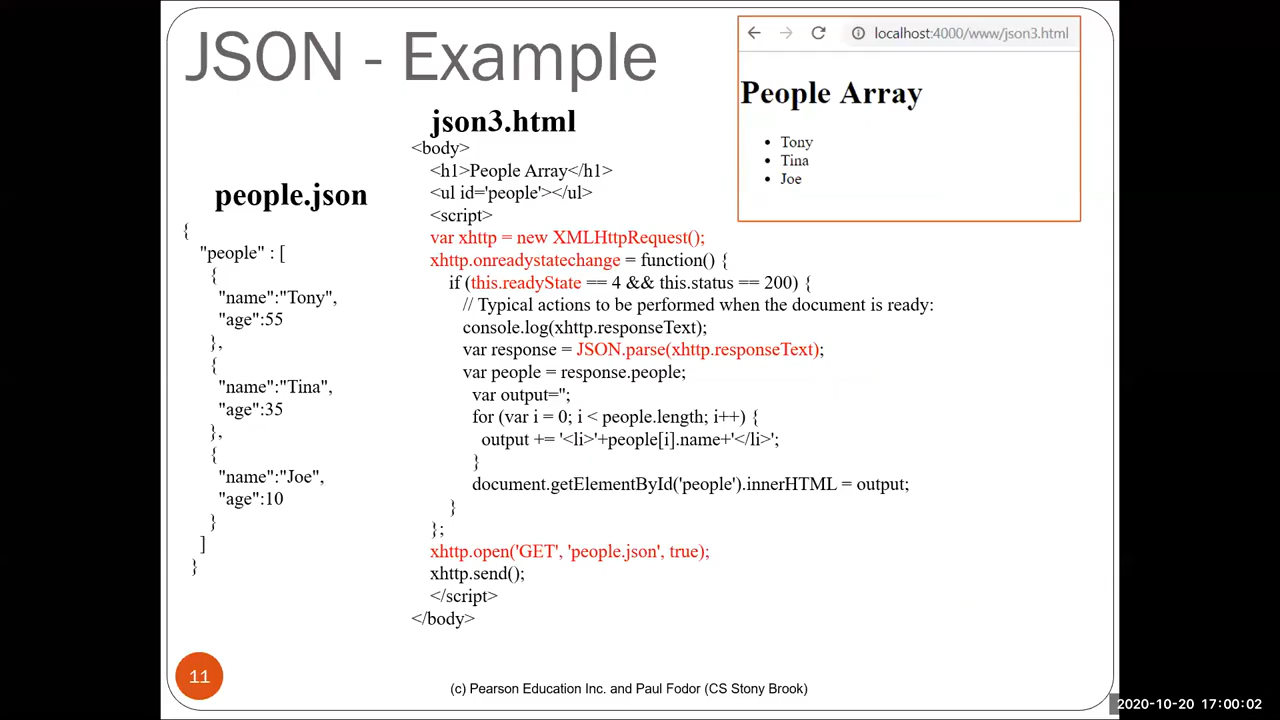 JSON - Example
people.json
{
"people" : [
{
"name":"Tony",
"age":55
},
{
"name":"Tina",
"age":35
},
{
"name":"Joe",
"age":10
}
]
}
json3.html
<body>
<h1>People Array</h1>
<ul id='people'></ul>
<script>
var xhttp = new XMLHttpRequest();
xhttp.onreadystatechange = function() {
if (this.readyState == 4 && this.status == 200) {
// Typical actions to be performed when the document is ready:
console.log(xhttp.responseText);
var response = JSON.parse(xhttp.responseText);
var people = response.people;
var output='';
for (var i = 0; i < people.length; i++) {
output += '<li>'+people[i].name+'</li>';
}
document.getElementById('people').innerHTML = output;
}
};
xhttp.open('GET', 'people.json', true);
xhttp.send();
</script>
</body>
localhost:4000/www/json3.html
People Array
• Tony
• Tina
• Joe
11
(c) Pearson Education Inc. and Paul Fodor (CS Stony Brook)
2020-10-20 17:00:02